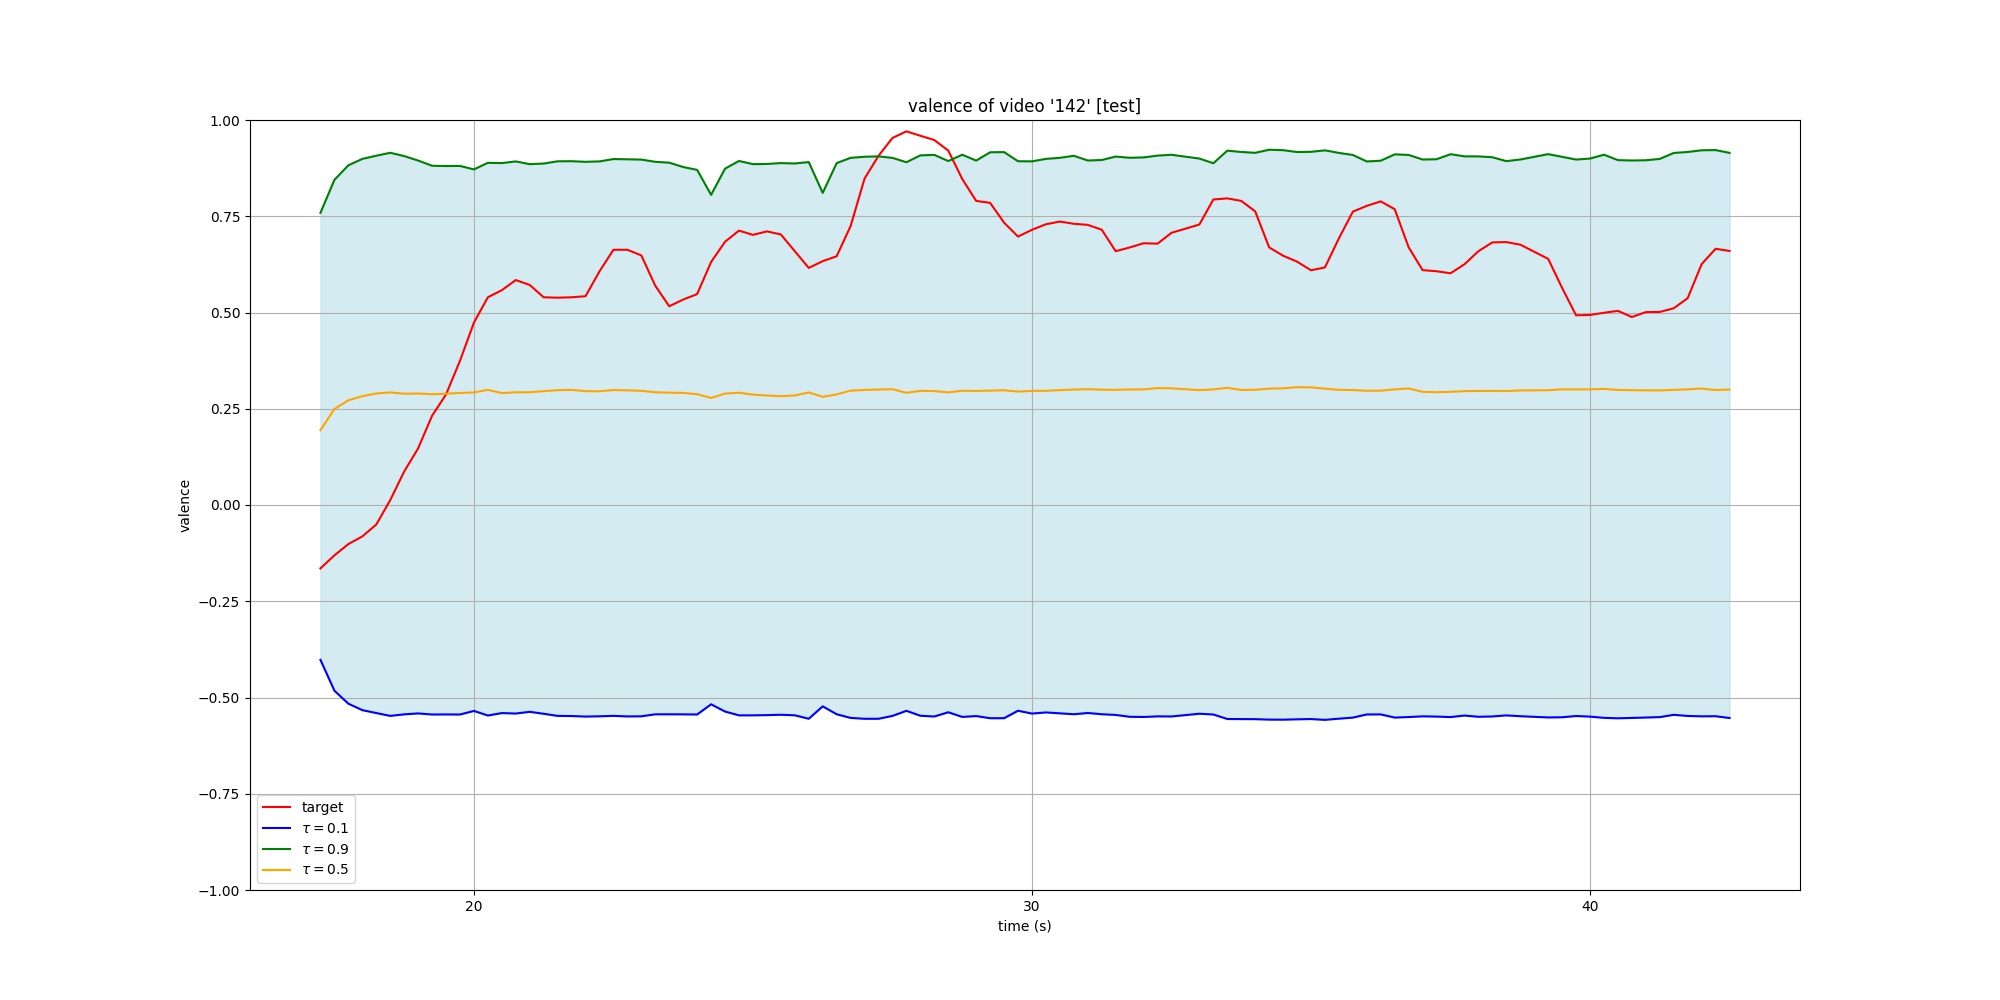 valence of video '142' [test]
1.00
0.75
0.50
0.25
0.00
−0.25
−0.50
−0.75
−1.00
valence
target
τ = 0.1
τ = 0.9
τ = 0.5
20 30 40
time (s)